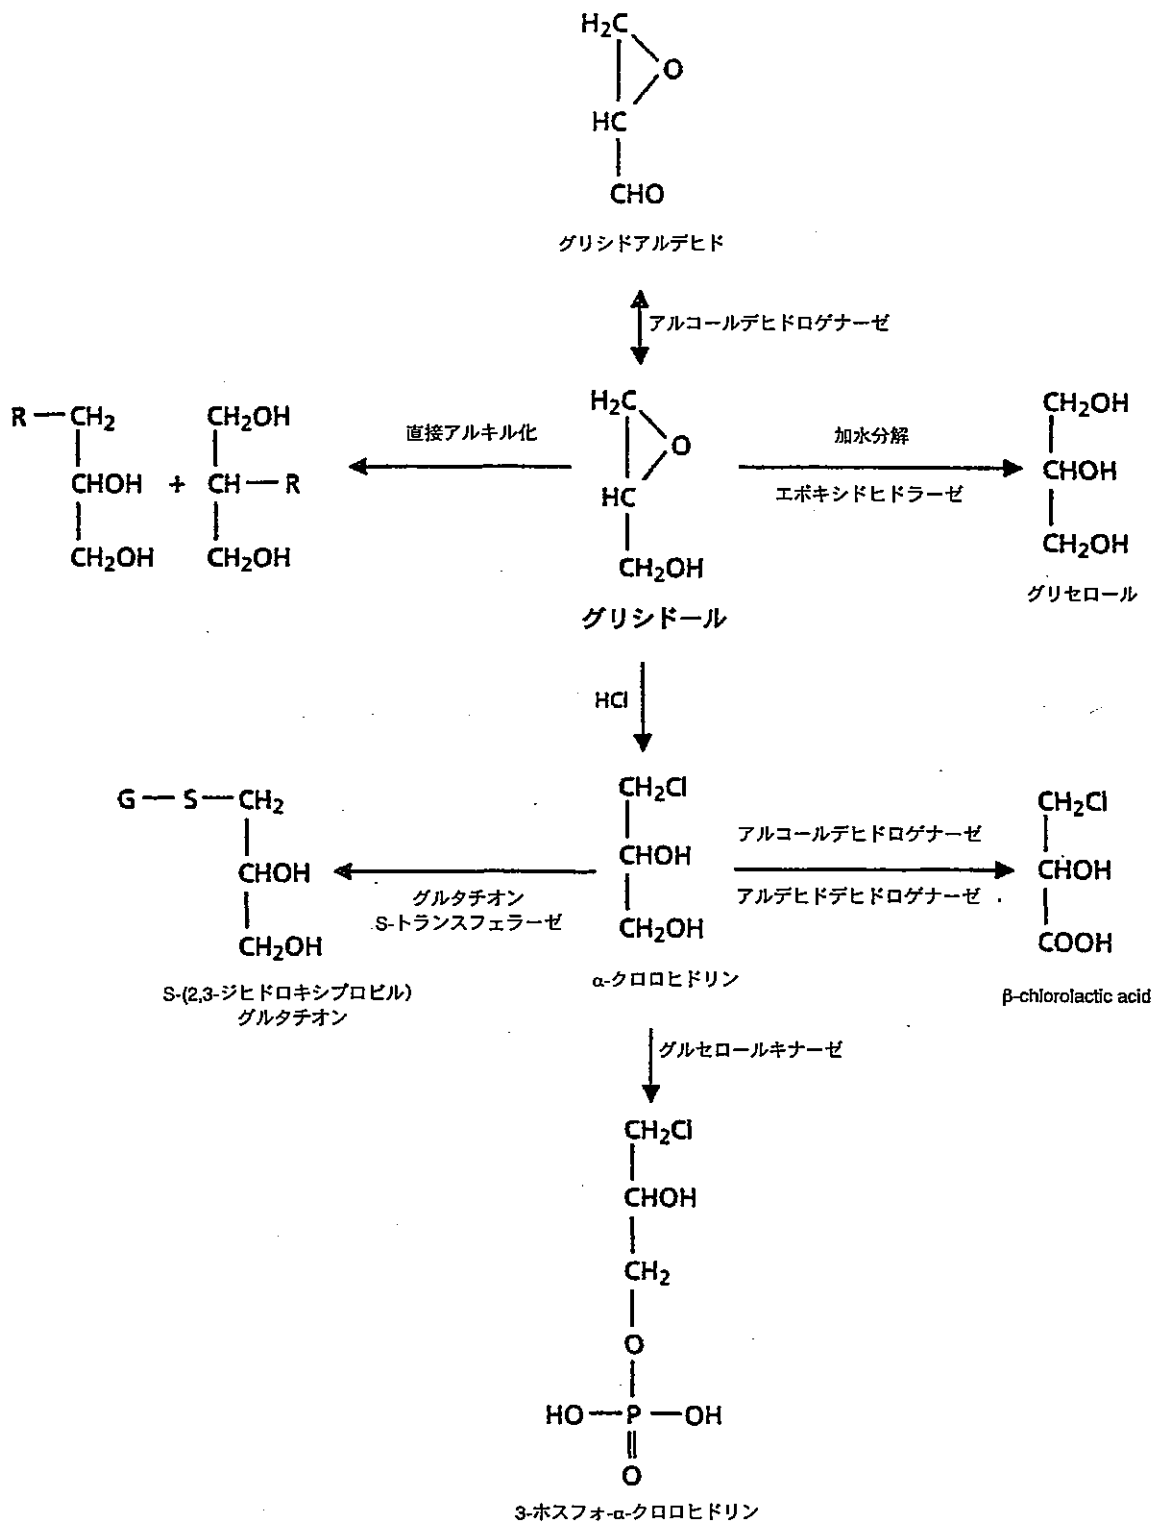 H₂C
O
HC
CHO
グリシドアルデヒド
アルコールデヒドロゲナーゼ
R—CH₂
CHOH
CH₂OH
+
CH₂OH
CH—R
CH₂OH
直接アルキル化
H₂C
O
HC
CH₂OH
グリシドール
加水分解
エポキシドヒドラーゼ
CH₂OH
CHOH
CH₂OH
グリセロール
HCl
G—S—CH₂
CHOH
CH₂OH
S-(2,3-ジヒドロキシプロピル)
グルタチオン
グルタチオン
S-トランスフェラーゼ
CH₂Cl
CHOH
CH₂OH
α-クロロヒドリン
アルコールデヒドロゲナーゼ
アルデヒドデヒドロゲナーゼ
CH₂Cl
CHOH
COOH
β-chlorolactic acid
グルセロールキナーゼ
CH₂Cl
CHOH
CH₂
O
HO—P—OH
O
3-ホスフォ-α-クロロヒドリン